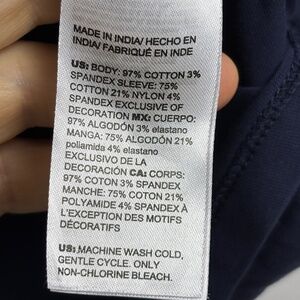 MADE IN INDIA/ HECHO EN
INDIA/ FABRIQUÉ EN INDE
US: BODY: 97% COTTON 3%
SPANDEX SLEEVE: 75%
COTTON 21% NYLON 4%
SPANDEX EXCLUSIVE OF
DECORATION MX: CUERPO:
97% ALGODÓN 3% elastano
MANGA: 75% ALGODÓN 21%
poliamida 4% elastano
EXCLUSIVO DE LA
DECORACIÓN CA: CORPS:
97% COTON 3% SPANDEX
MANCHE: 75% COTON 21%
POLYAMIDE 4% SPANDEX À
L'EXCEPTION DES MOTIFS
DÉCORATIFS
US: MACHINE WASH COLD,
GENTLE CYCLE. ONLY
NON-CHLORINE BLEACH.